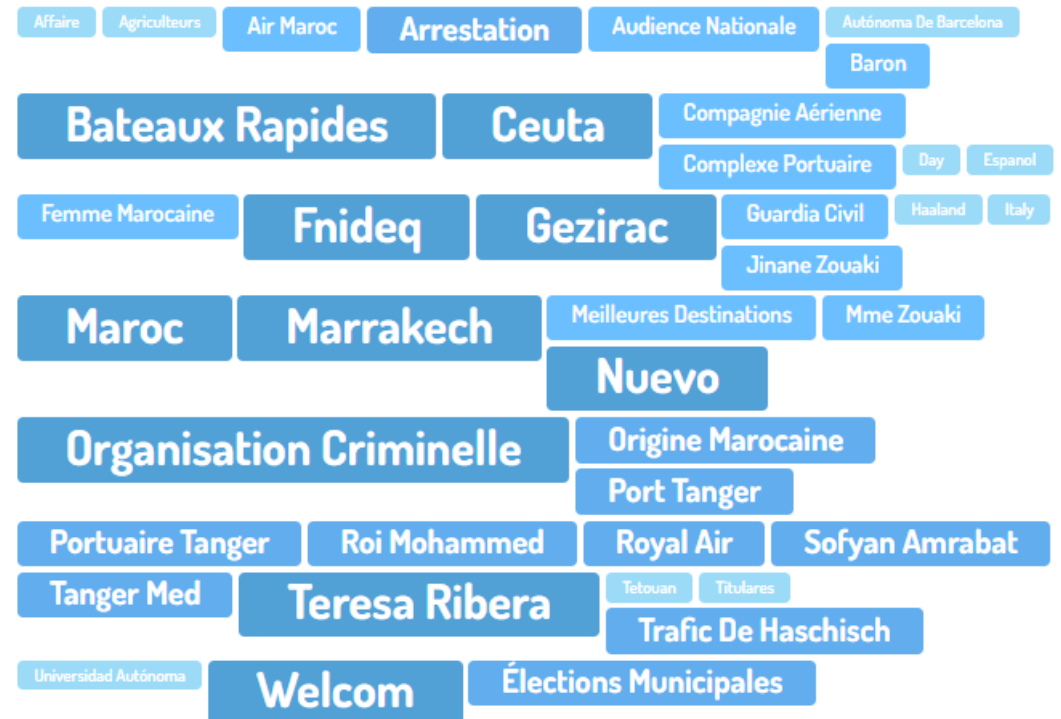 Affaire Agriculteurs Air Maroc Arrestation Audience Nationale Autónoma De Barcelona
Baron
Bateaux Rapides Ceuta Compagnie Aérienne
Complexe Portuaire Day Espanol
Femme Marocaine Fnideq Gezirac Guardia Civil Haaland Italy
Jinane Zouaki
Maroc Marrakech Meilleures Destinations Mme Zouaki
Nuevo
Organisation Criminelle Origine Marocaine
Port Tanger
Portuaire Tanger Roi Mohammed Royal Air Sofyan Amrabat
Tanger Med Teresa Ribera Tetouan Titulares
Trafic De Haschisch
Universidad Autónoma Welcom Élections Municipales